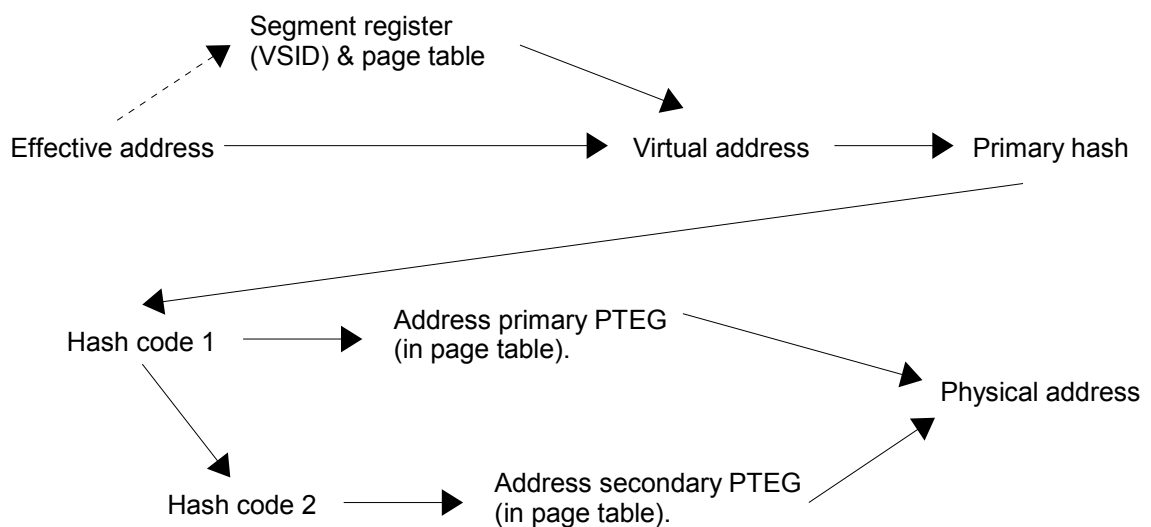 Segment register
(VSID) & page table
Effective address
Virtual address
Primary hash
Hash code 1
Address primary PTEG
(in page table).
Physical address
Hash code 2
Address secondary PTEG
(in page table).